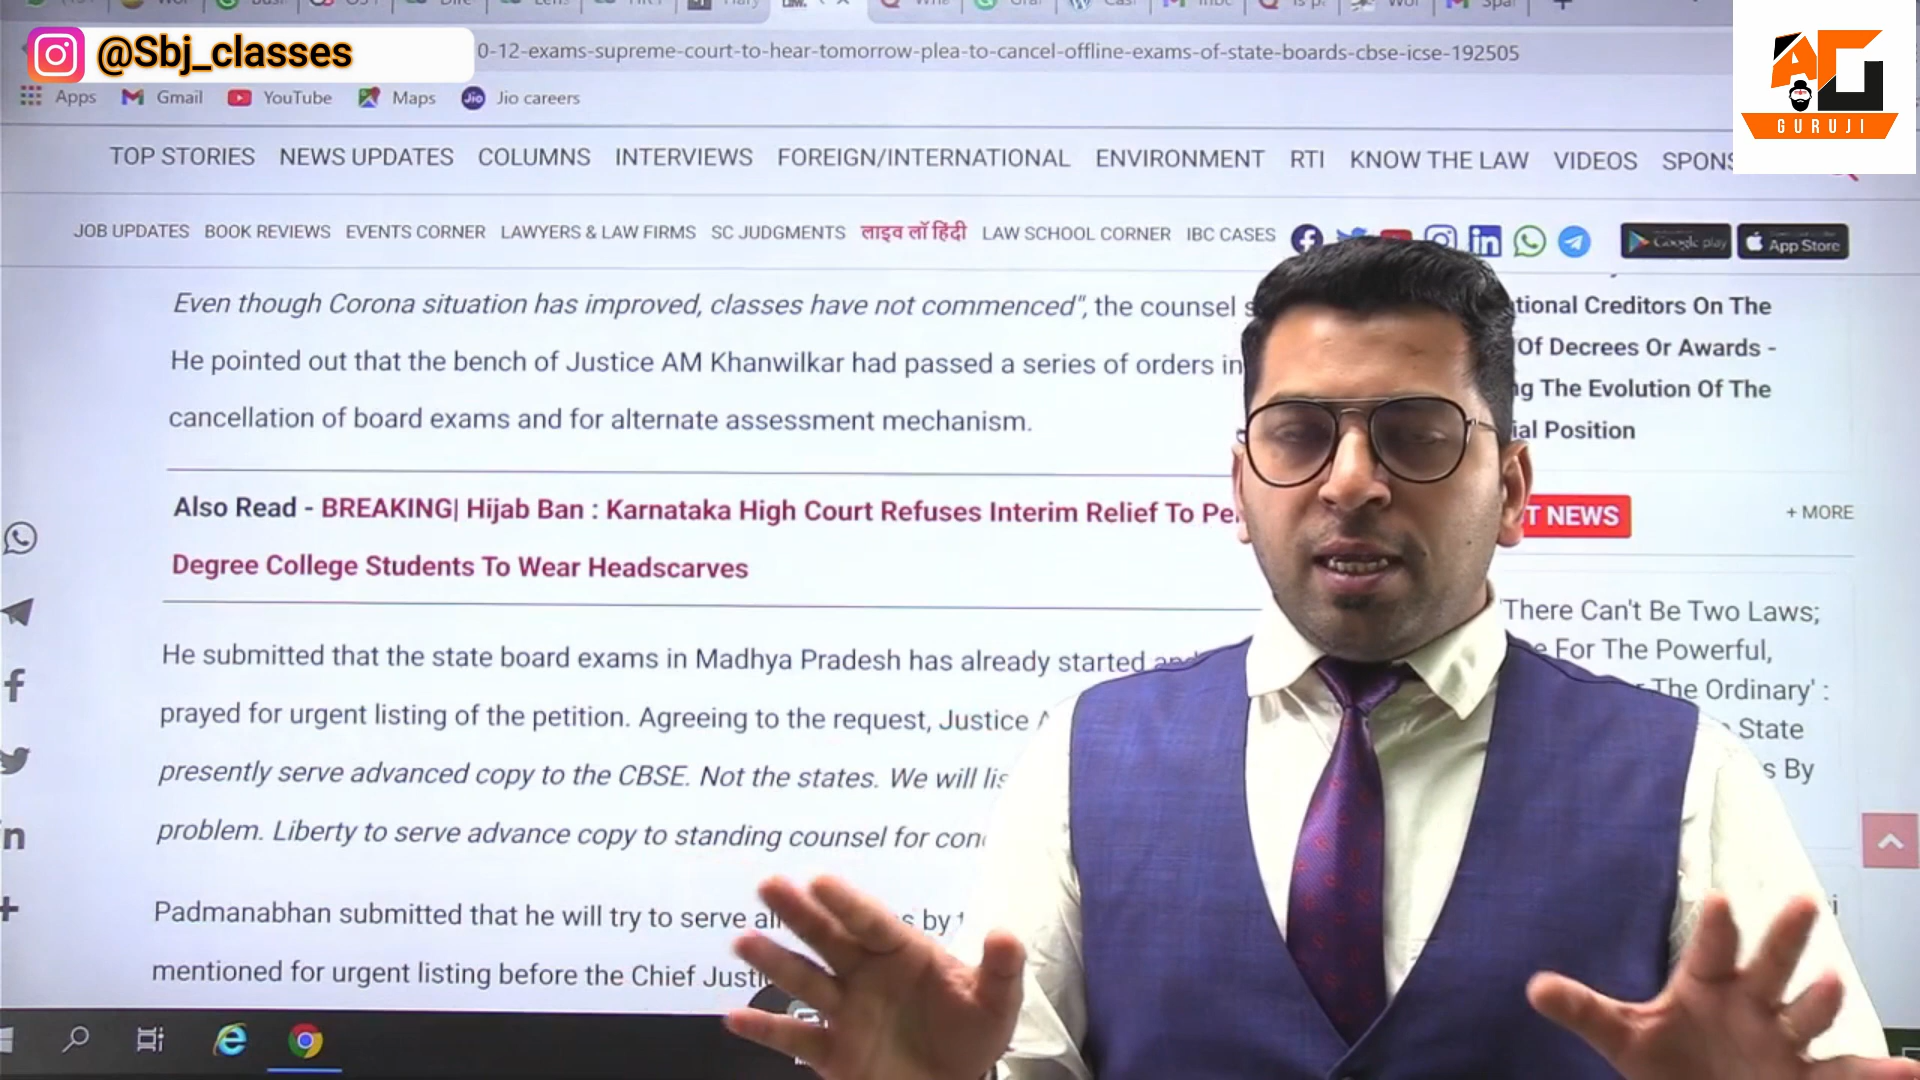 @Sbj_classes
0-12-exams-supreme-court-to-hear-tomorrow-plea-to-cancel-offline-exams-of-state-boards-cbse-icse-192505
AG
GURUJI
Apps Gmail YouTube Maps Jio Jio careers
TOP STORIES NEWS UPDATES COLUMNS INTERVIEWS FOREIGN/INTERNATIONAL ENVIRONMENT RTI KNOW THE LAW VIDEOS
JOB UPDATES BOOK REVIEWS EVENTS CORNER LAWYERS & LAW FIRMS SC JUDGMENTS लाइव लॉ हिंदी LAW SCHOOL CORNER IBC CASES Google play App Store
Even though Corona situation has improved, classes have not commenced", the counsel
He pointed out that the bench of Justice AM Khanwilkar had passed a series of orders in
cancellation of board exams and for alternate assessment mechanism.
Creditors On The
Of Decrees Or Awards -
The Evolution Of The
Position
Also Read - BREAKING| Hijab Ban : Karnataka High Court Refuses Interim Relief To
Degree College Students To Wear Headscarves
NEWS
+ MORE
He submitted that the state board exams in Madhya Pradesh has already started
prayed for urgent listing of the petition. Agreeing to the request, Justice
presently serve advanced copy to the CBSE. Not the states. We will
problem. Liberty to serve advance copy to standing counsel for
Padmanabhan submitted that he will try to serve by
mentioned for urgent listing before the Chief
'There Can't Be Two Laws;
For The Powerful,
The Ordinary' :
State
By